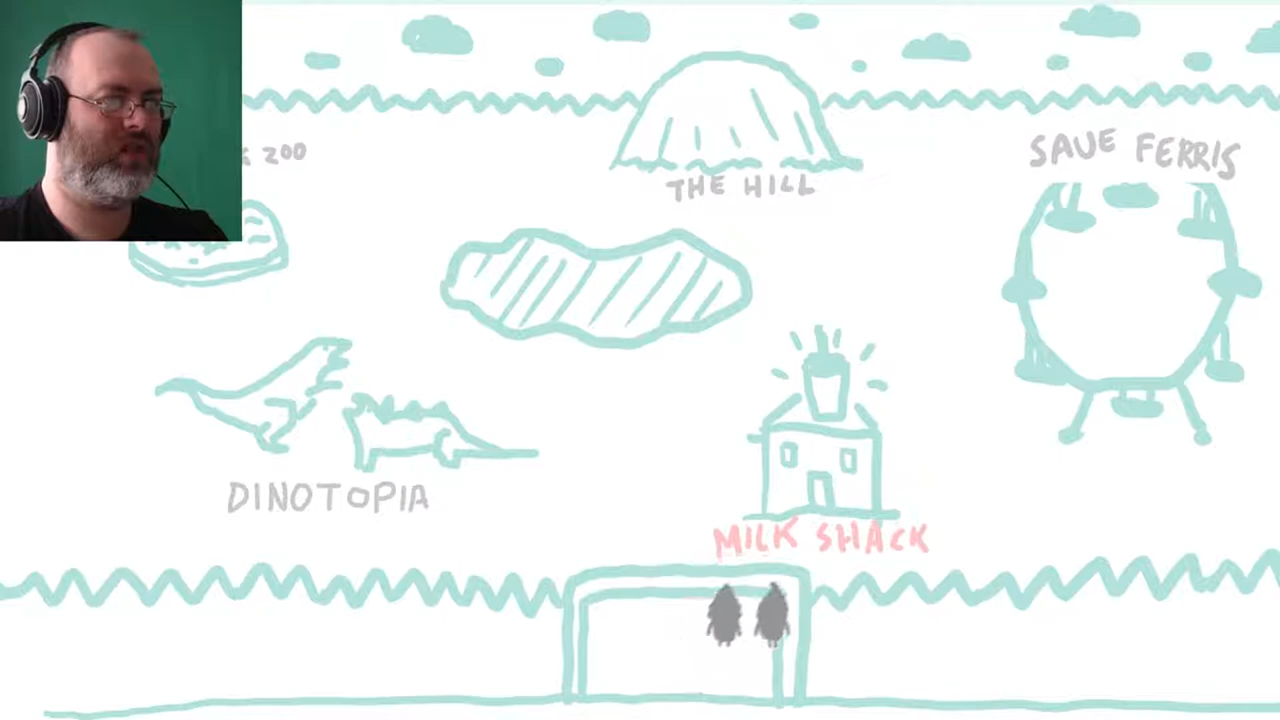 ZOO
THE HILL
SAVE FERRIS
DINOTOPIA
MILK SHACK